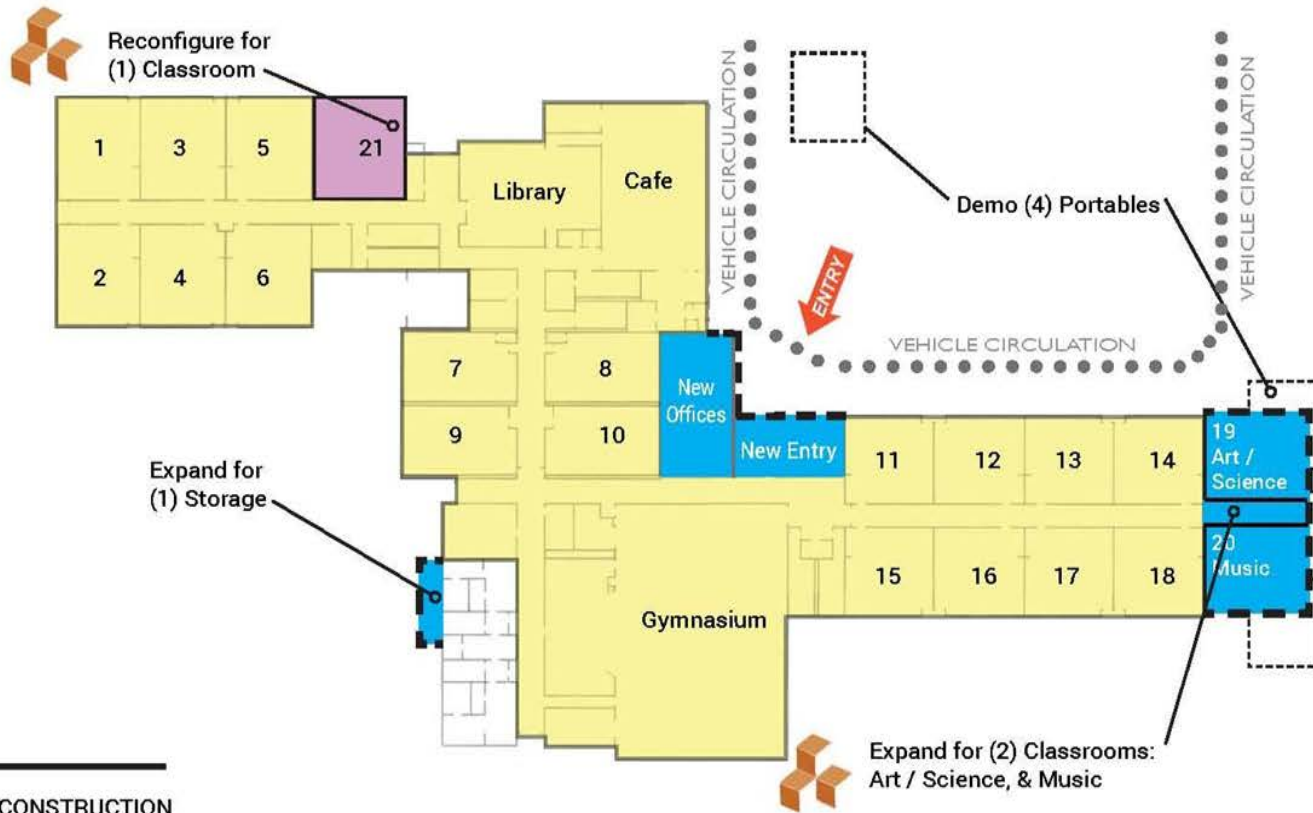 Reconfigure for
(1) Classroom
1
3
5
21
2
4
6
Library
Cafe
VEHICLE CIRCULATION
VEHICLE CIRCULATION
Demo (4) Portables
ENTRY
VEHICLE CIRCULATION
7
8
9
10
New
Offices
New Entry
11
12
13
14
19
Art /
Science
Expand for
(1) Storage
15
16
17
18
20
Music
Gymnasium
Expand for (2) Classrooms:
Art / Science, & Music
CONSTRUCTION